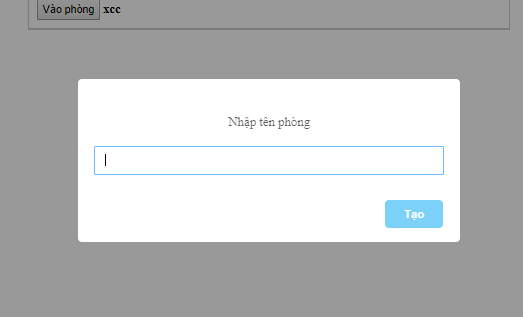 Vào phòng xcc
Nhập tên phòng
Tạo